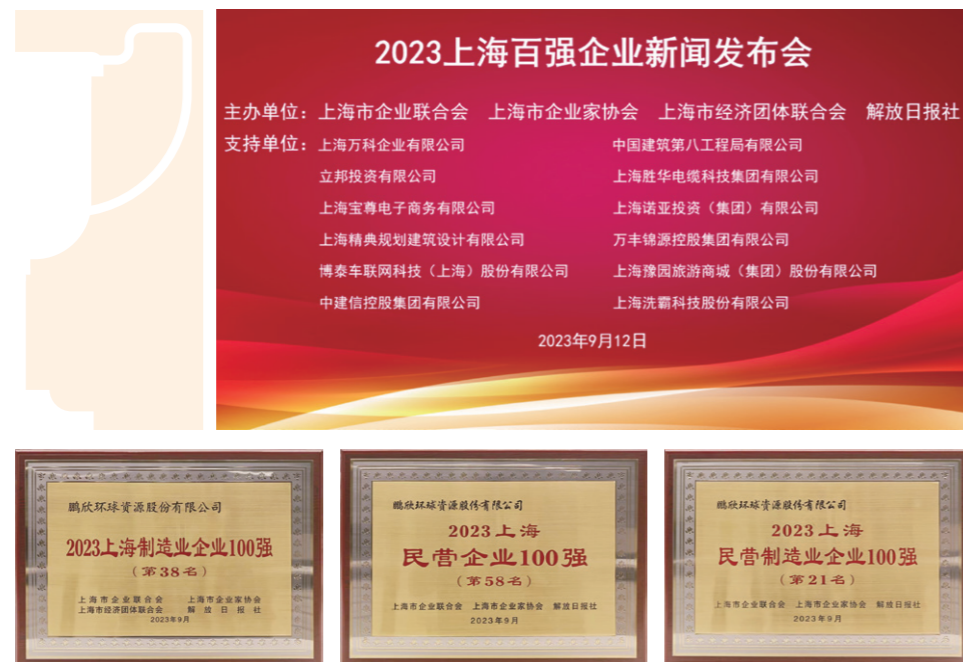 2023上海百强企业新闻发布会
主办单位：上海市企业联合会 上海市企业家协会 上海市经济团体联合会 解放日报社
支持单位：上海万科企业有限公司 中国建筑第八工程局有限公司
立邦投资有限公司 上海胜华电缆科技集团有限公司
上海宝尊电子商务有限公司 上海诺亚投资（集团）有限公司
上海精典规划建筑设计有限公司 万丰锦源控股集团有限公司
博泰车联网科技（上海）股份有限公司 上海豫园旅游商城（集团）股份有限公司
中建信控股集团有限公司 上海洗霸科技股份有限公司
2023年9月12日
鹏欣环球资源股份有限公司
2023上海制造业企业100强
（第38名）
上海市企业联合会 上海市企业家协会
上海市经济团体联合会 解放日报社
2023年9月
鹏欣环球资源股份有限公司
2023上海
民营企业100强
（第58名）
上海市企业联合会 上海市企业家协会 解放日报社
2023年9月
鹏欣环球资源股份有限公司
2023上海
民营制造业企业100强
（第21名）
上海市企业联合会 上海市企业家协会 解放日报社
2023年9月